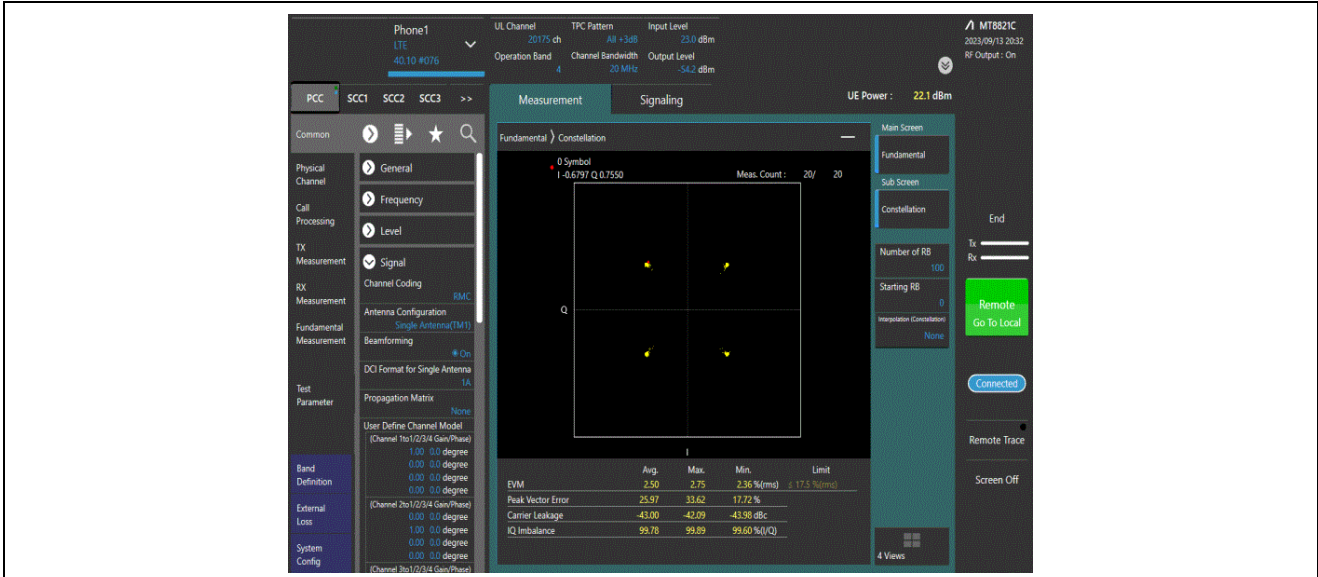 Phone1
LTE
40.10 #076
UL Channel
20175 ch
TPC Pattern
All +3dB
Input Level
23.0 dBm
Operation Band
4
Channel Bandwidth
20 MHz
Output Level
-54.2 dBm
MT8821C
2023/09/13 20:32
RF Output : On
PCC SCC1 SCC2 SCC3 >>
Measurement Signaling
UE Power : 22.1 dBm
Common
Physical
Channel
Call
Processing
TX
Measurement
RX
Measurement
Fundamental
Measurement
Test
Parameter
Band
Definition
External
Loss
System
Config
General
Frequency
Level
Signal
Channel Coding
RMC
Antenna Configuration
Single Antenna(TM1)
Beamforming
On
DCI Format for Single Antenna
1A
Propagation Matrix
None
User Define Channel Model
(Channel 1to1/2/3/4 Gain/Phase)
1.00 0.0 degree
0.00 0.0 degree
0.00 0.0 degree
0.00 0.0 degree
(Channel 2to1/2/3/4 Gain/Phase)
0.00 0.0 degree
1.00 0.0 degree
0.00 0.0 degree
0.00 0.0 degree
(Channel 3to1/2/3/4 Gain/Phase)
Fundamental ⟩ Constellation
0 Symbol
I -0.6797 Q 0.7550
Meas. Count : 20/ 20
Q
I
Avg. Max. Min. Limit
EVM 2.50 2.75 2.36 %(rms) ≤ 17.5 %(rms)
Peak Vector Error 25.97 33.62 17.72 %
Carrier Leakage -43.00 -42.09 -43.98 dBc
IQ Imbalance 99.78 99.89 99.60 %(I/Q)
Main Screen
Fundamental
Sub Screen
Constellation
Number of RB
100
Starting RB
0
Interpolation (Constellation)
None
4 Views
End
Tx
Rx
Remote
Go To Local
Connected
Remote Trace
Screen Off